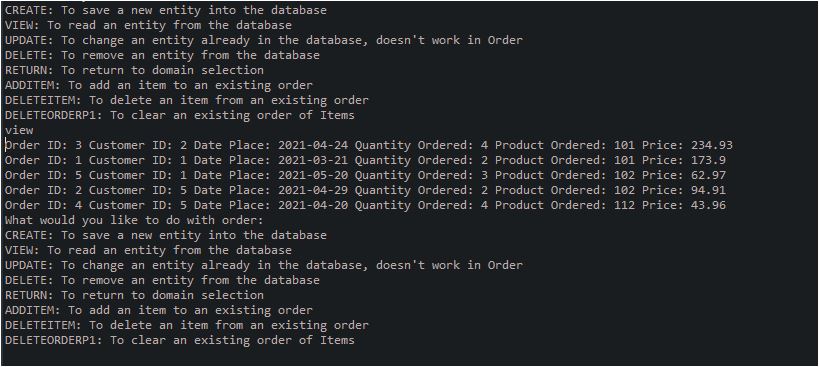 CREATE: To save a new entity into the database
VIEW: To read an entity from the database
UPDATE: To change an entity already in the database, doesn't work in Order
DELETE: To remove an entity from the database
RETURN: To return to domain selection
ADDITEM: To add an item to an existing order
DELETEITEM: To delete an item from an existing order
DELETEORDERP1: To clear an existing order of Items
view
Order ID: 3 Customer ID: 2 Date Place: 2021-04-24 Quantity Ordered: 4 Product Ordered: 101 Price: 234.93
Order ID: 1 Customer ID: 1 Date Place: 2021-03-21 Quantity Ordered: 2 Product Ordered: 101 Price: 173.9
Order ID: 5 Customer ID: 1 Date Place: 2021-05-20 Quantity Ordered: 3 Product Ordered: 102 Price: 62.97
Order ID: 2 Customer ID: 5 Date Place: 2021-04-29 Quantity Ordered: 2 Product Ordered: 102 Price: 94.91
Order ID: 4 Customer ID: 5 Date Place: 2021-04-20 Quantity Ordered: 4 Product Ordered: 112 Price: 43.96
What would you like to do with order:
CREATE: To save a new entity into the database
VIEW: To read an entity from the database
UPDATE: To change an entity already in the database, doesn't work in Order
DELETE: To remove an entity from the database
RETURN: To return to domain selection
ADDITEM: To add an item to an existing order
DELETEITEM: To delete an item from an existing order
DELETEORDERP1: To clear an existing order of Items